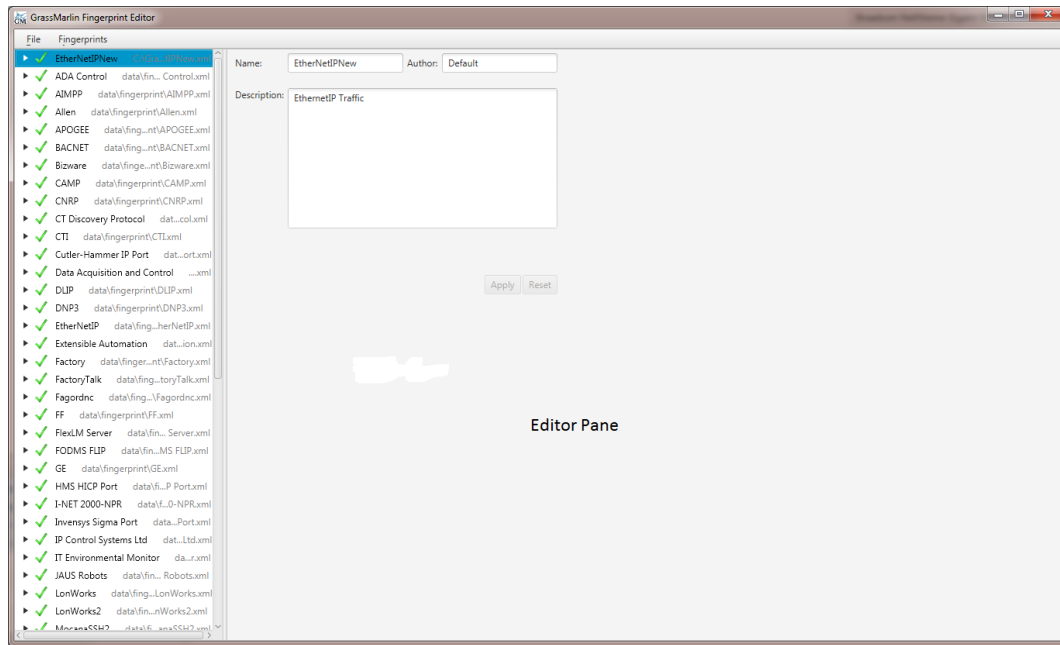 GM GrassMarlin Fingerprint Editor
File Fingerprints
EtherNetIPNew
ADA Control data\fin... Control.xml
AIMPP data\fingerprint\AIMPP.xml
Allen data\fingerprint\Allen.xml
APOGEE data\fing...nt\APOGEE.xml
BACNET data\fing...nt\BACNET.xml
Bizware data\finge...nt\Bizware.xml
CAMP data\fingerprint\CAMP.xml
CNRP data\fingerprint\CNRP.xml
CT Discovery Protocol dat...col.xml
CTI data\fingerprint\CTI.xml
Cutler-Hammer IP Port dat...ort.xml
Data Acquisition and Control ....xml
DLIP data\fingerprint\DLIP.xml
DNP3 data\fingerprint\DNP3.xml
EtherNetIP data\fing...herNetIP.xml
Extensible Automation dat...ion.xml
Factory data\finger...nt\Factory.xml
FactoryTalk data\fing...toryTalk.xml
Fagordnc data\fing...\Fagordnc.xml
FF data\fingerprint\FF.xml
FlexLM Server data\fin... Server.xml
FODMS FLIP data\fin...MS FLIP.xml
GE data\fingerprint\GE.xml
HMS HICP Port data\fi...P Port.xml
I-NET 2000-NPR data\f...0-NPR.xml
Invensys Sigma Port data...Port.xml
IP Control Systems Ltd dat...Ltd.xml
IT Environmental Monitor da...r.xml
JAUS Robots data\fin... Robots.xml
LonWorks data\fing...LonWorks.xml
LonWorks2 data\fin...nWorks2.xml
MocanaSSH2 data\fi...anaSSH2.xml
Name: EtherNetIPNew Author: Default
Description: EthernetIP Traffic
Apply Reset
Editor Pane